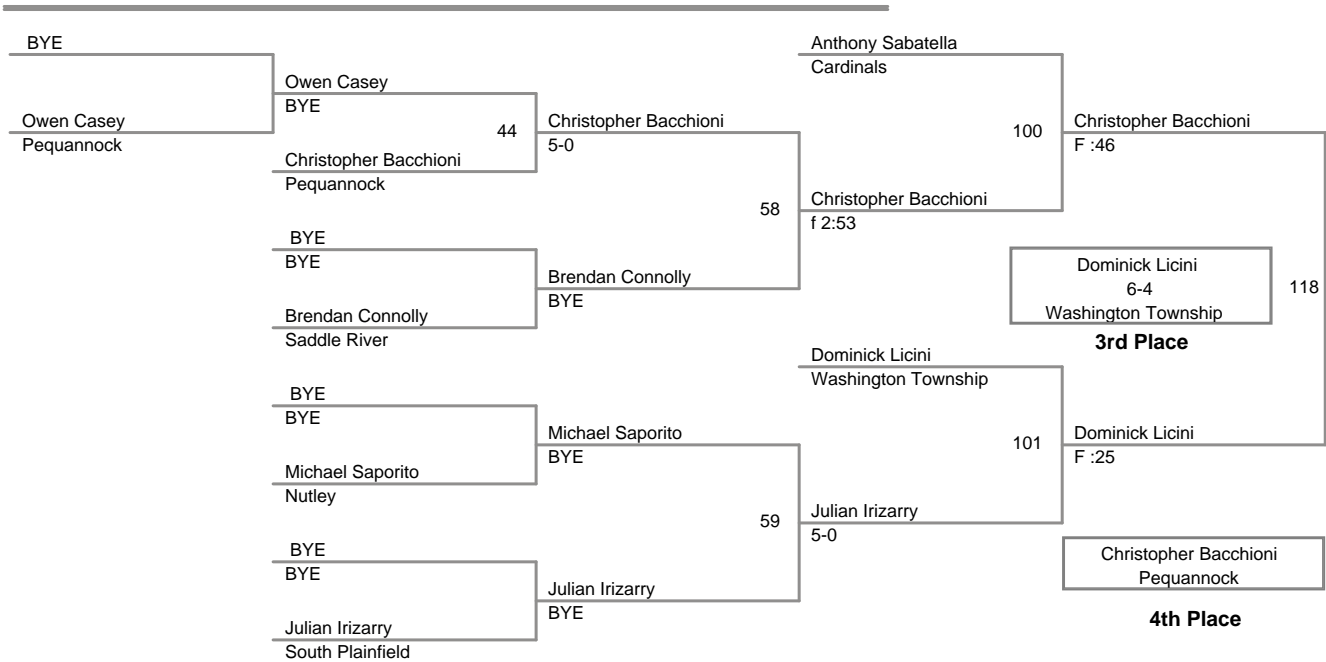 BYE
Owen Casey
Pequannock
Owen Casey
BYE
44
Christopher Bacchioni
Pequannock
BYE
BYE
Brendan Connolly
Saddle River
BYE
BYE
Michael Saporito
Nutley
BYE
BYE
Julian Irizarry
South Plainfield
Christopher Bacchioni
5-0
58
Brendan Connolly
BYE
Michael Saporito
BYE
59
Julian Irizarry
BYE
Anthony Sabatella
Cardinals
100
Christopher Bacchioni
f 2:53
Dominick Licini
Washington Township
101
Julian Irizarry
5-0
Christopher Bacchioni
F :46
Dominick Licini
6-4
Washington Township
118
3rd Place
Dominick Licini
F :25
Christopher Bacchioni
Pequannock
4th Place